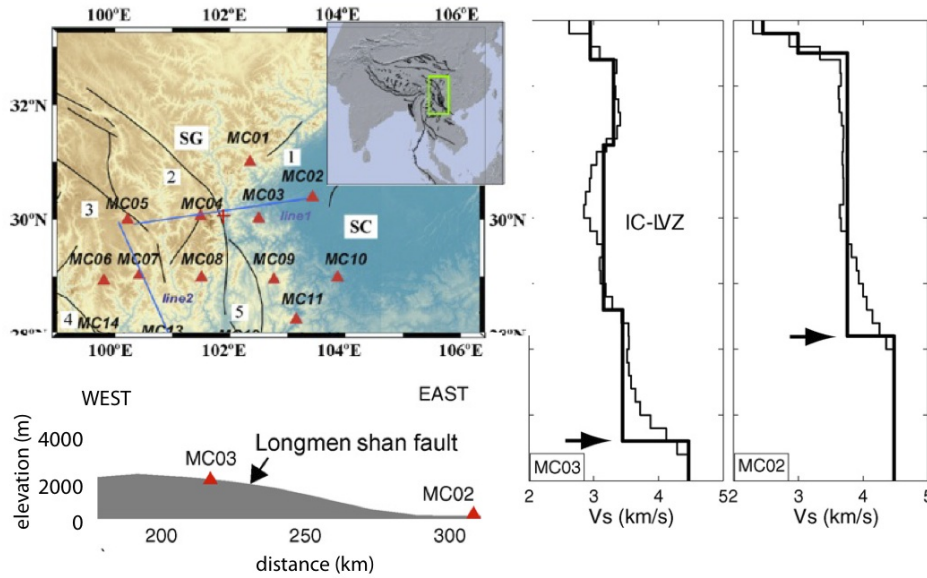 100°E 102°E 104°E 106°E
32°N
SG
MC01
1
2
MC02
3
MC05
MC04
MC03
30°N
line1
30°N
SC
MC06
MC07
MC08
MC09
MC10
line2
MC11
4
MC14
5
28°N
MC13
100°E 102°E 104°E 106°E
WEST EAST
elevation (m)
4000
2000
0
Longmen shan fault
MC03
MC02
200 250 300
distance (km)
IC-LVZ
MC03
2 3 4 5
Vs (km/s)
MC02
2 3 4 5
Vs (km/s)